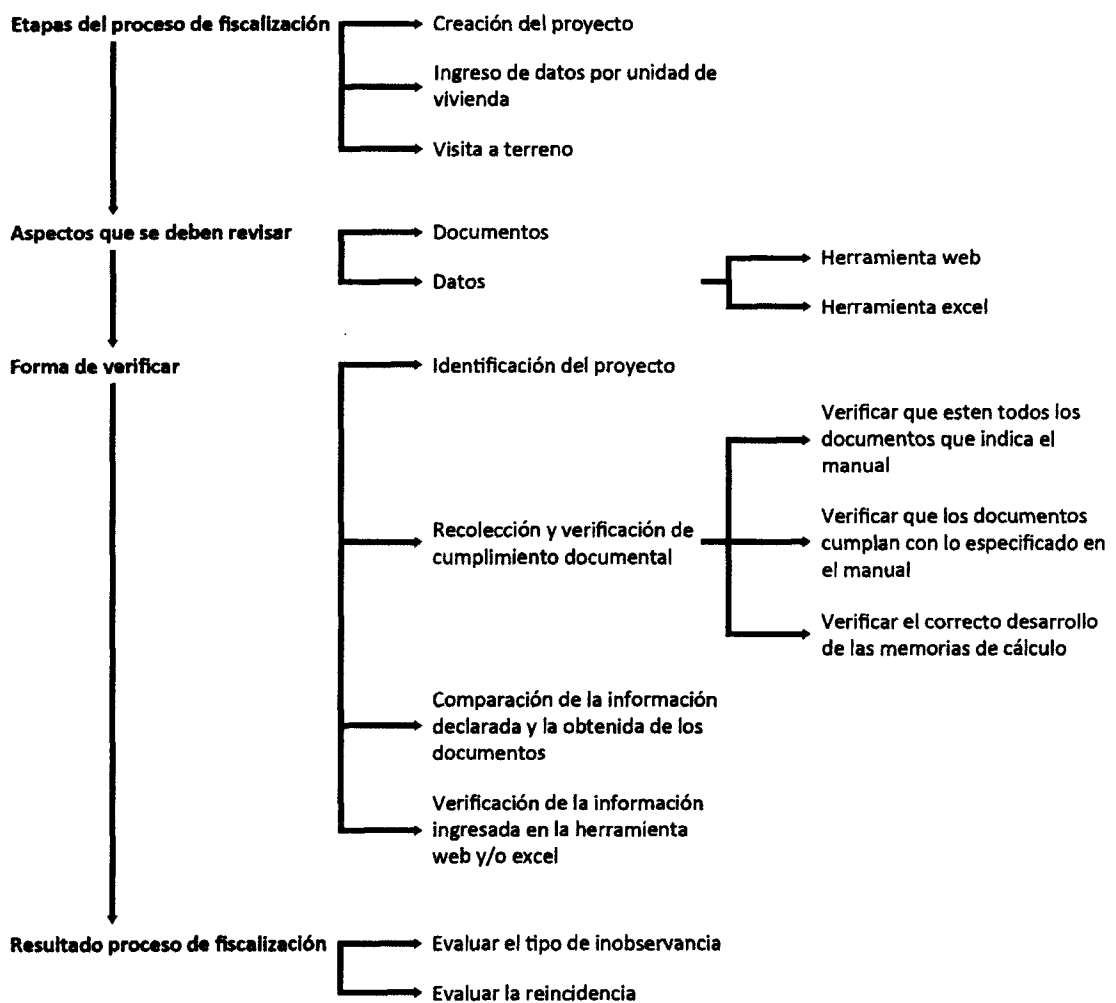 Etapas del proceso de fiscalización
Creación del proyecto
Ingreso de datos por unidad de
vivienda
Visita a terreno
Aspectos que se deben revisar
Documentos
Datos
Herramienta web
Herramienta excel
Forma de verificar
Identificación del proyecto
Recolección y verificación de
cumplimiento documental
Verificar que esten todos los
documentos que indica el
manual
Verificar que los documentos
cumplan con lo especificado en
el manual
Verificar el correcto desarrollo
de las memorias de cálculo
Comparación de la información
declarada y la obtenida de los
documentos
Verificación de la información
ingresada en la herramienta
web y/o excel
Resultado proceso de fiscalización
Evaluar el tipo de inobservancia
Evaluar la reincidencia